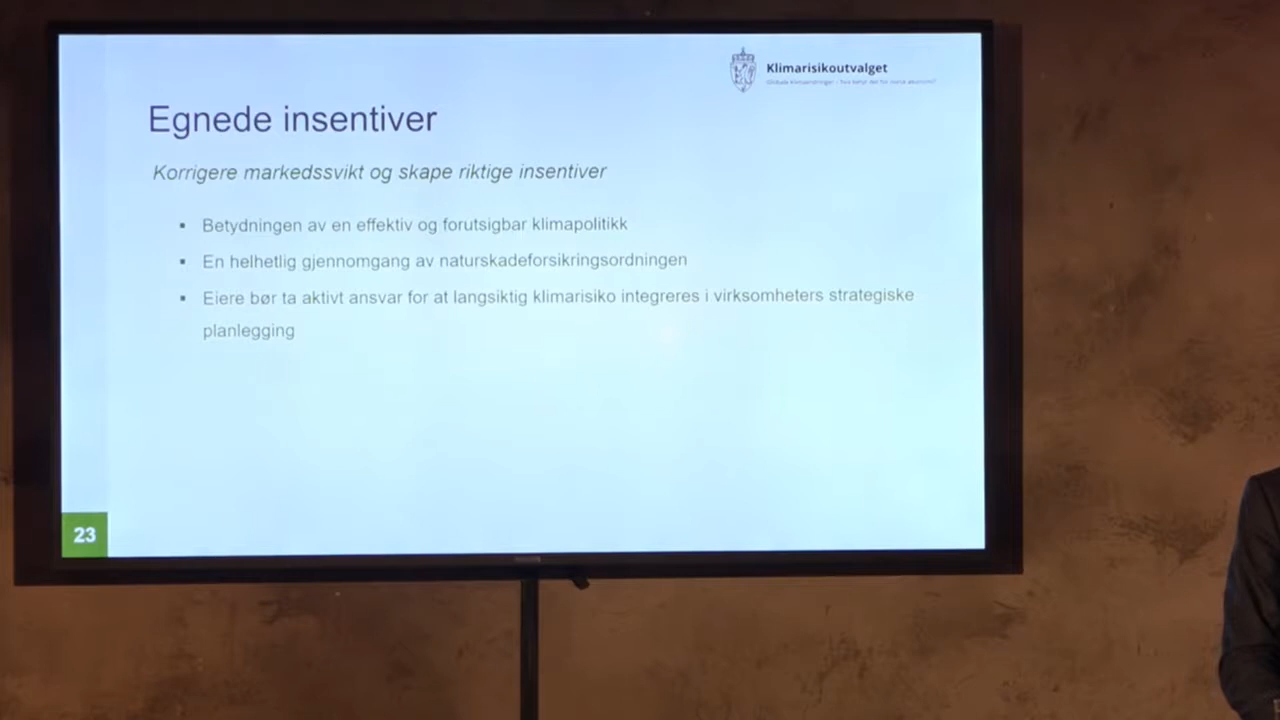 Klimarisikoutvalget
Egnede insentiver
Korrigere markedssvikt og skape riktige insentiver
▪ Betydningen av en effektiv og forutsigbar klimapolitikk
▪ En helhetlig gjennomgang av naturskadeforsikringsordningen
▪ Eiere bør ta aktivt ansvar for at langsiktig klimarisiko integreres i virksomheters strategiske
planlegging
23